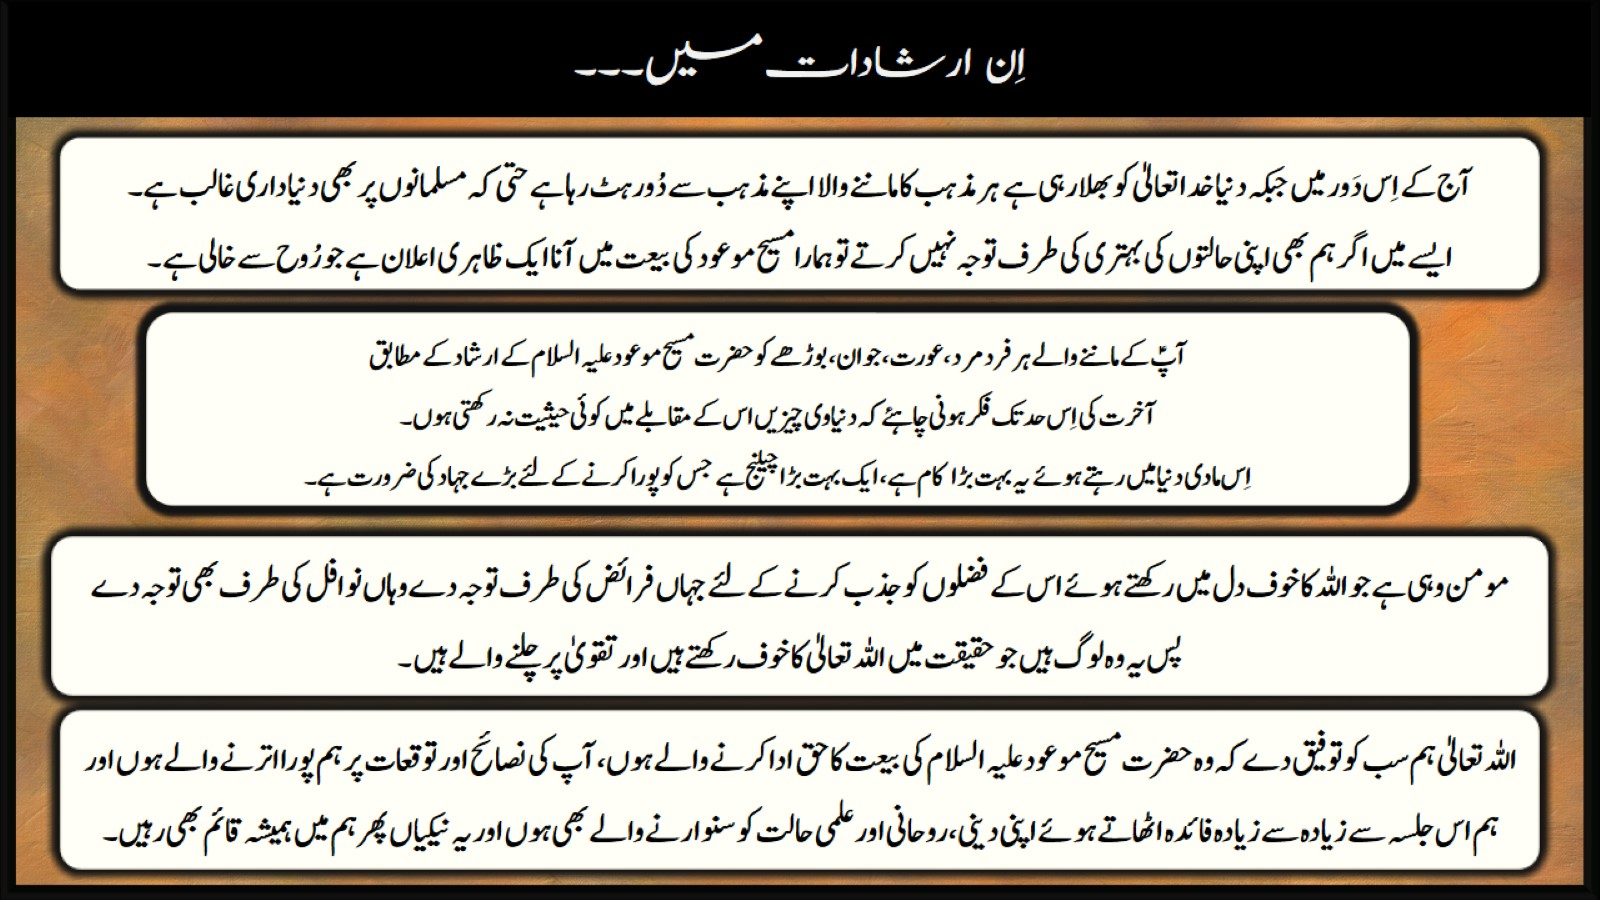 اِن ارشادات میں۔۔۔
آج کے اِس دَور میں جبکہ دنیا خدا تعالیٰ کو بھلا رہی ہے ہر مذہب کا ماننے والا اپنے مذہب سے دُور ہٹ رہا ہے حتیٰ کہ مسلمانوں پر بھی دنیاداری غالب ہے۔
ایسے میں اگر ہم بھی اپنی حالتوں کی بہتری کی طرف توجہ نہیں کرتے تو ہمارا مسیح موعود کی بیعت میں آنا ایک ظاہری اعلان ہے جو رُوح سے خالی ہے۔
آپؑ کے ماننے والے ہر فرد مرد، عورت، جوان، بوڑھے کو حضرت مسیح موعود علیہ السلام کے ارشاد کے مطابق
آخرت کی اِس حد تک فکر ہونی چاہئے کہ دنیاوی چیزیں اس کے مقابلے میں کوئی حیثیت نہ رکھتی ہوں۔
اِس مادی دنیا میں رہتے ہوئے یہ بہت بڑا کام ہے، ایک بہت بڑا چیلنج ہے جس کو پورا کرنے کے لئے بڑے جہاد کی ضرورت ہے۔
مومن وہی ہے جو اللہ کا خوف دل میں رکھتے ہوئے اس کے فضلوں کو جذب کرنے کے لئے جہاں فرائض کی طرف توجہ دے وہاں نوافل کی طرف بھی توجہ دے
پس یہ وہ لوگ ہیں جو حقیقت میں اللہ تعالیٰ کا خوف رکھتے ہیں اور تقویٰ پر چلنے والے ہیں۔
اللہ تعالیٰ ہم سب کو توفیق دے کہ وہ حضرت مسیح موعود علیہ السلام کی بیعت کا حق ادا کرنے والے ہوں، آپ کی نصائح اور توقعات پر ہم پورا اترنے والے ہوں اور
ہم اس جلسہ سے زیادہ سے زیادہ فائدہ اٹھاتے ہوئے اپنی دینی، روحانی اور علمی حالت کو سنوارنے والے بھی ہوں اور یہ نیکیاں پھر ہم میں ہمیشہ قائم بھی رہیں۔